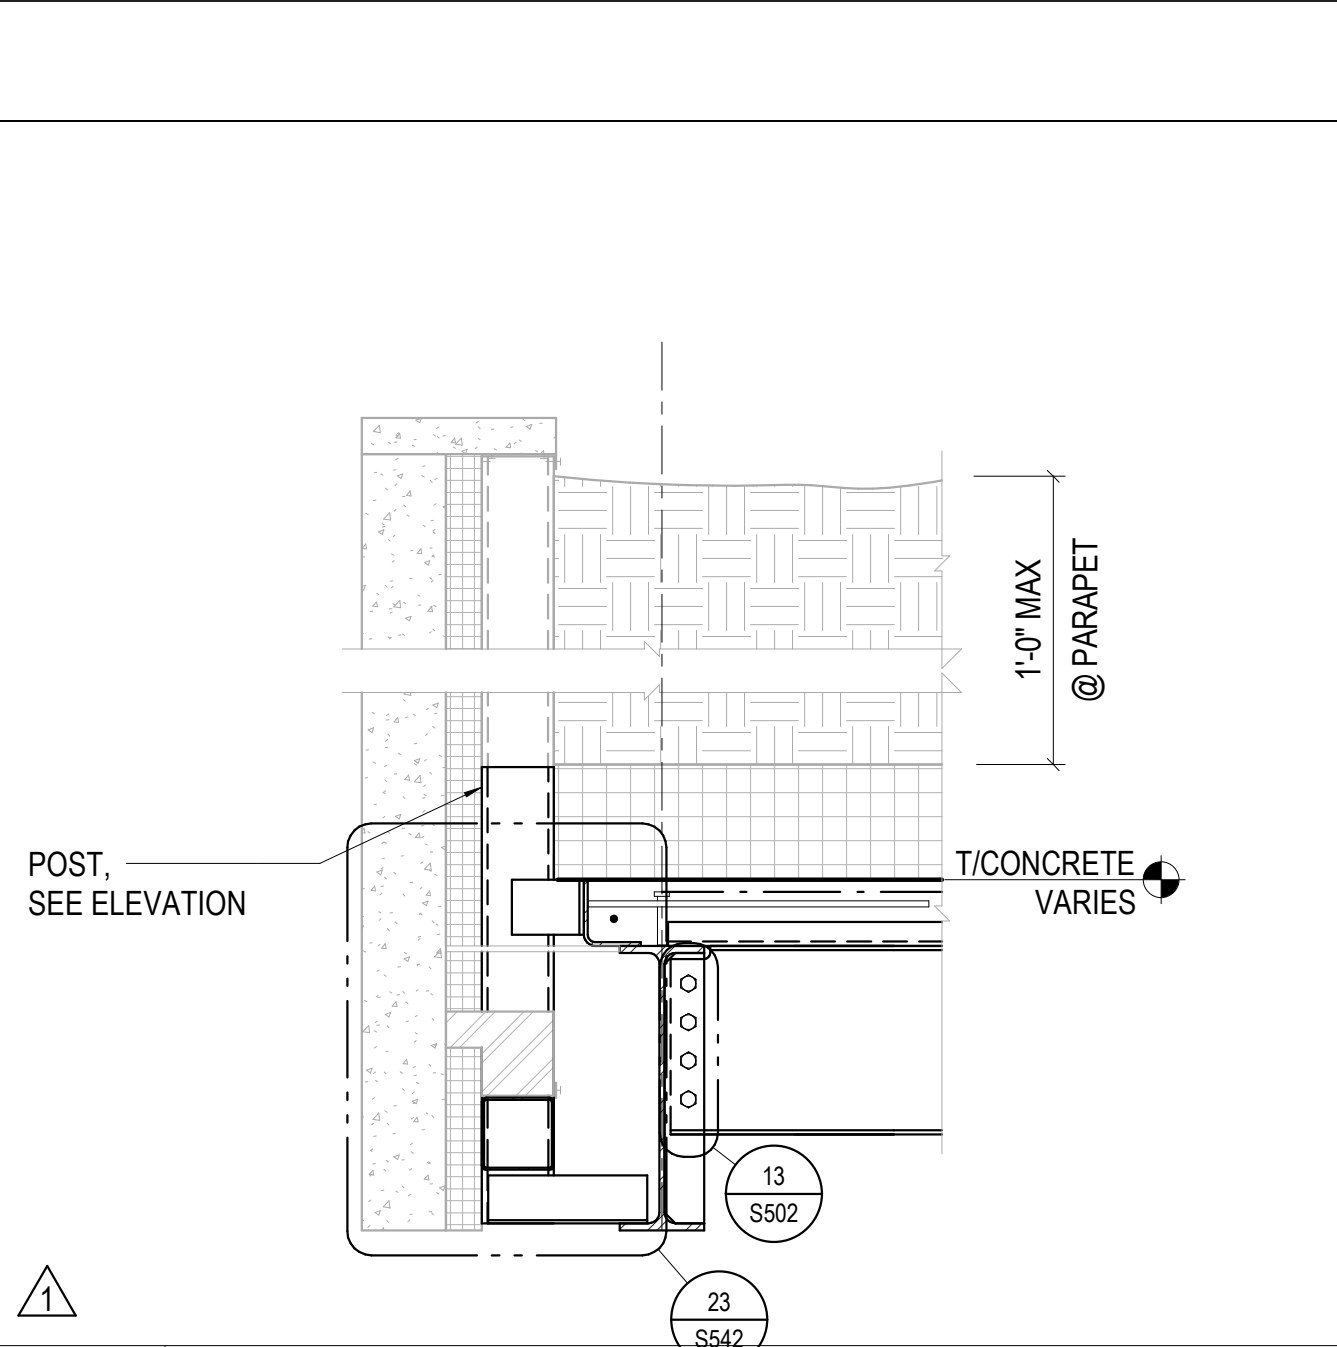 1'-0" MAX
@ PARAPET
POST,
SEE ELEVATION
T/CONCRETE
VARIES
13
S502
23
S542
1